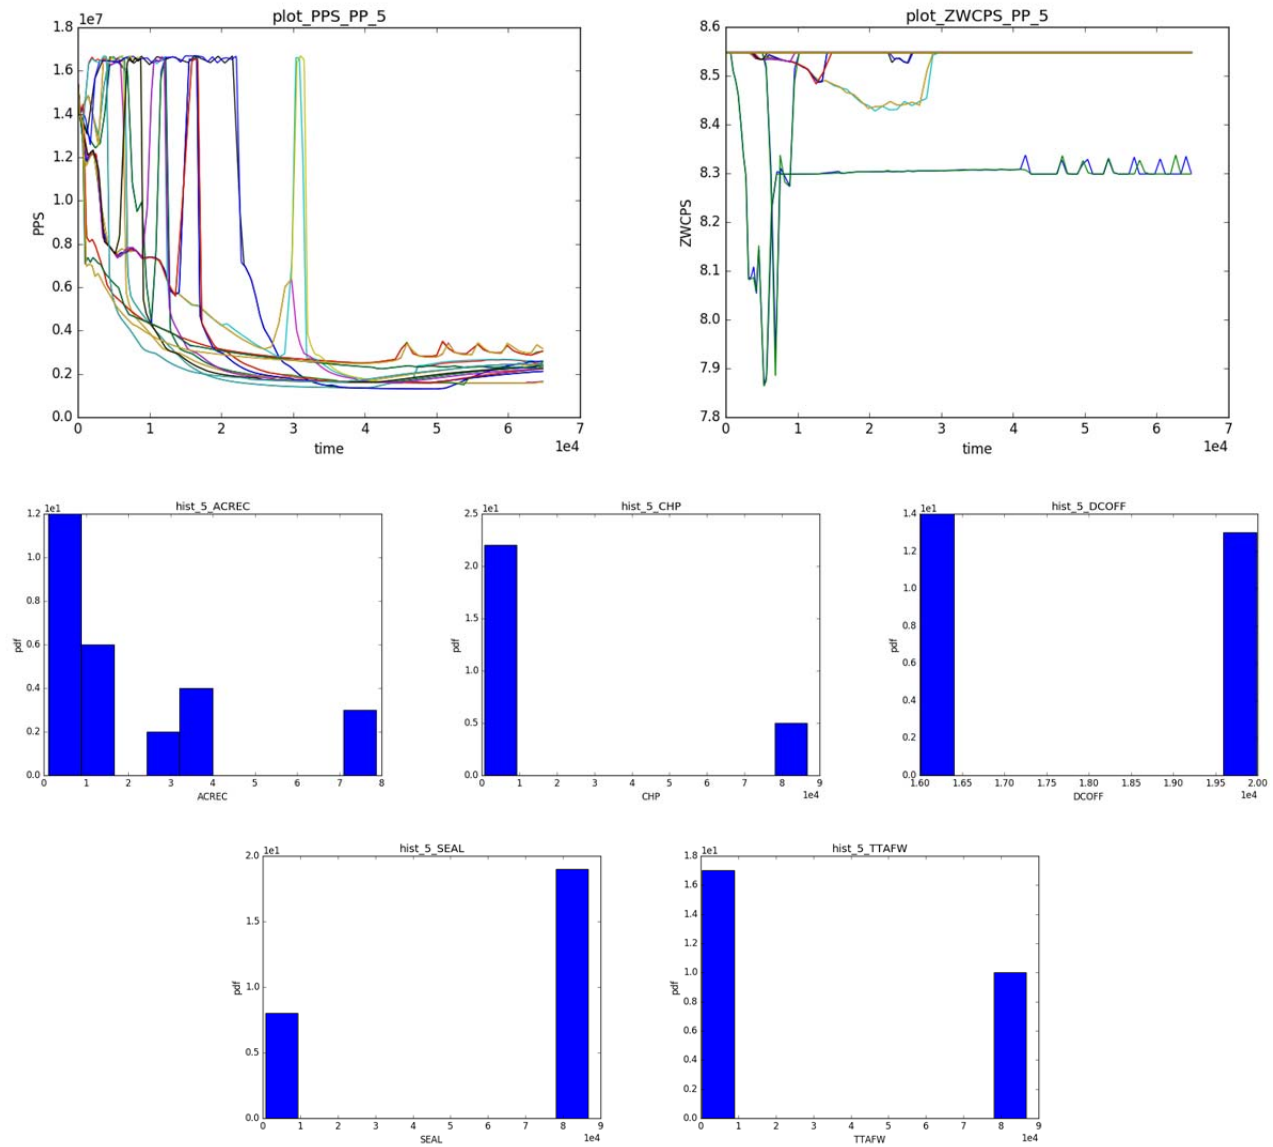 plot_PPS_PP_5
1e7
1.8
1.6
1.4
1.2
1.0
0.8
0.6
0.4
0.2
0.0
PPS
0 1 2 3 4 5 6 7
1e4
time
plot_ZWCPS_PP_5
8.6
8.5
8.4
8.3
8.2
8.1
8.0
7.9
7.8
ZWCPS
0 1 2 3 4 5 6 7
1e4
time
hist_5_ACREC
1e1
1.2
1.0
0.8
0.6
0.4
0.2
0.0
pdf
0 1 2 3 4 5 6 7 8
ACREC
hist_5_CHP
1e1
2.5
2.0
1.5
1.0
0.5
0.0
pdf
0 1 2 3 4 5 6 7 8 9
1e4
CHP
hist_5_DCOFF
1e1
1.4
1.2
1.0
0.8
0.6
0.4
0.2
0.0
pdf
1.60 1.65 1.70 1.75 1.80 1.85 1.90 1.95 2.00
1e4
DCOFF
hist_5_SEAL
1e1
2.0
1.5
1.0
0.5
0.0
pdf
0 1 2 3 4 5 6 7 8 9
1e4
SEAL
hist_5_TTAFW
1e1
1.8
1.6
1.4
1.2
1.0
0.8
0.6
0.4
0.2
0.0
pdf
0 1 2 3 4 5 6 7 8 9
1e4
TTAFW